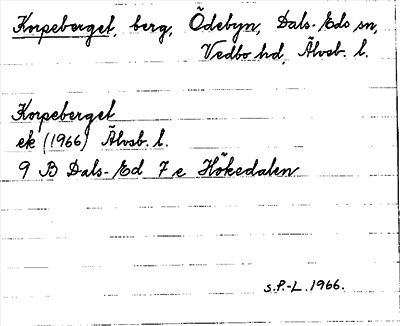 Korpeberget, berg, Ödebyn, Dals-Eds sn,
Vedbo hd, Älvsb. l.
Korpeberget
ek (1966) Älvsb. l.
9 B Dals-Ed 7 e Hökedalen
S.P.-L. 1966.